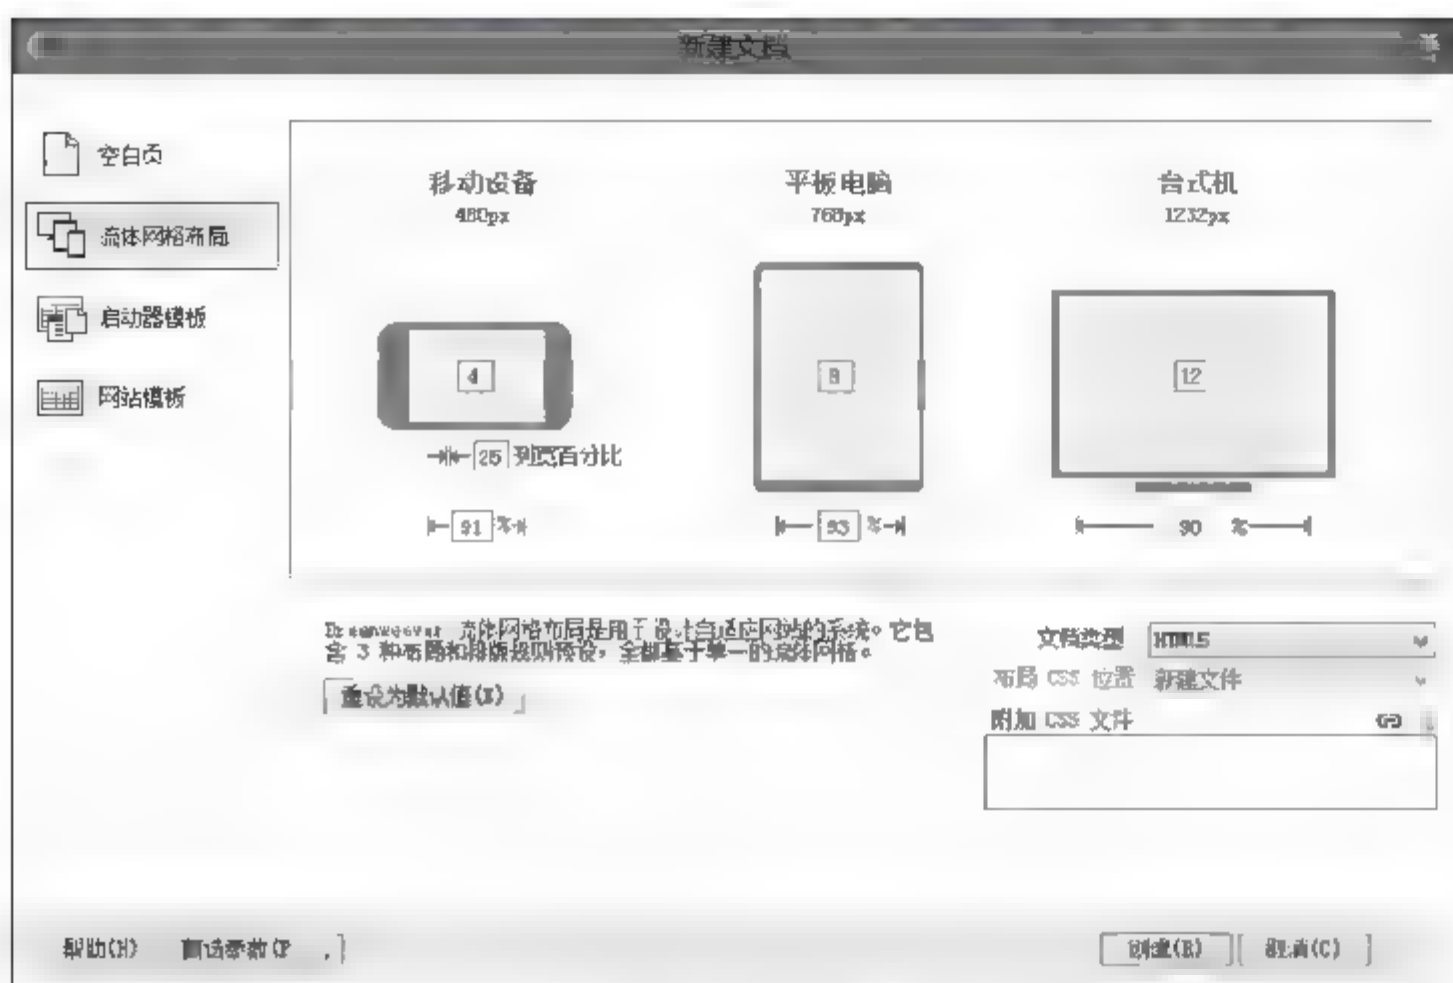 新建文档
空白页
流体网格布局
启动器模板
网站模板
移动设备
480px
平板电脑
768px
台式机
1232px
4
8
12
25 列宽百分比
91 %
93 %
90 %
Dreamweaver 流体网格布局是用于设计自适应网站的系统。它包
含 3 种布局和排版规则预设，全都基于单一的流体网格。
重设为默认值(I)
文档类型 HTML5
布局 CSS 位置 新建文件
附加 CSS 文件
帮助(H)
首选参数(P
创建(R)
取消(C)